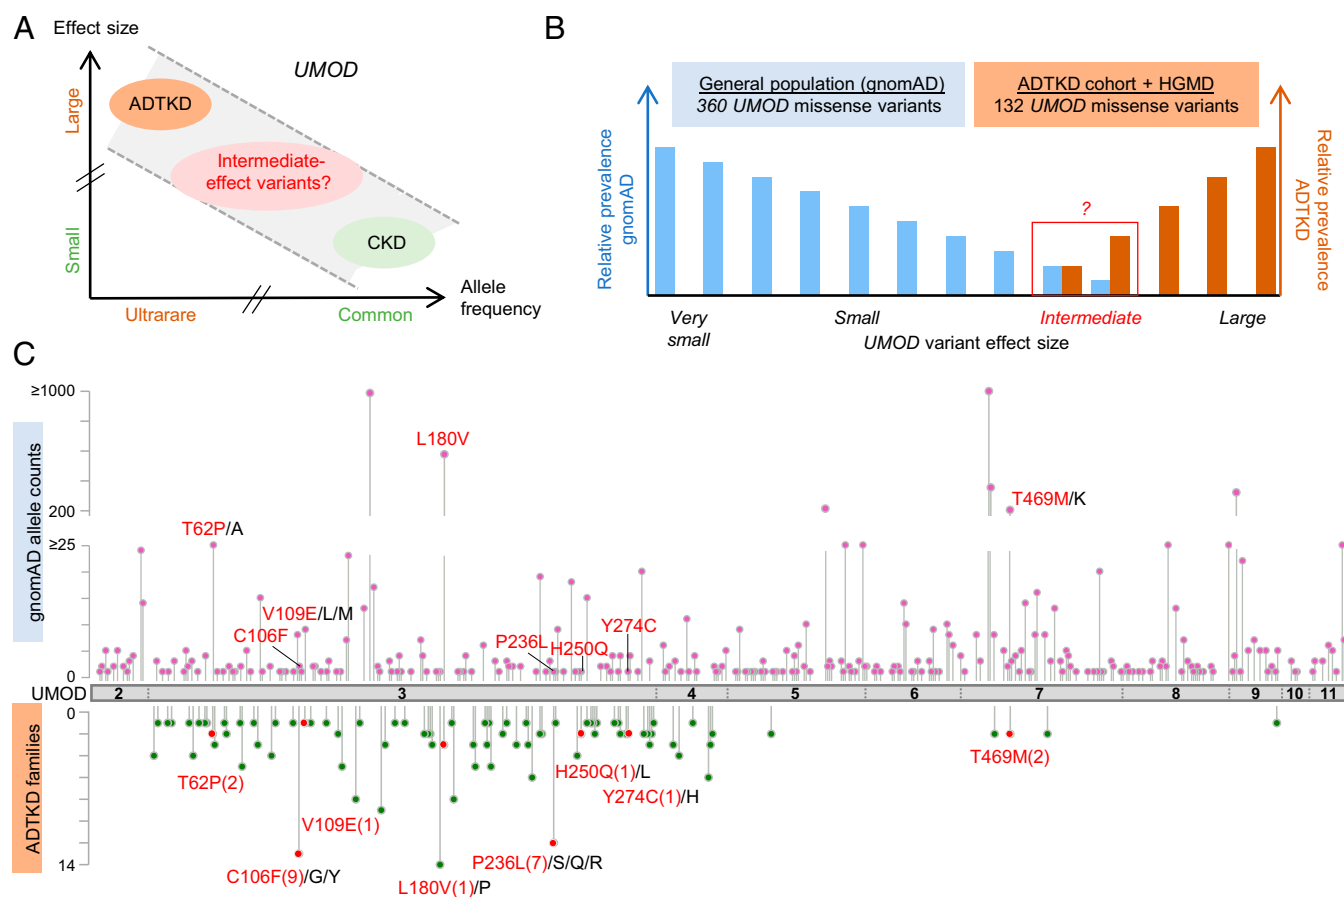 A
Effect size
UMOD
Large
ADTKD
Intermediate-
effect variants?
Small
CKD
Allele
frequency
Ultrarare
Common
B
General population (gnomAD)
360 UMOD missense variants
ADTKD cohort + HGMD
132 UMOD missense variants
Relative prevalence
gnomAD
Relative prevalence
ADTKD
?
Very
small
Small
Intermediate
Large
UMOD variant effect size
C
gnomAD allele counts
≥1000
200
≥25
0
L180V
T469M/K
T62P/A
V109E/L/M
C106F
P236L
H250Q
Y274C
UMOD
2
3
4
5
6
7
8
9
10
11
ADTKD families
0
14
T62P(2)
V109E(1)
C106F(9)/G/Y
L180V(1)/P
P236L(7)/S/Q/R
H250Q(1)/L
Y274C(1)/H
T469M(2)